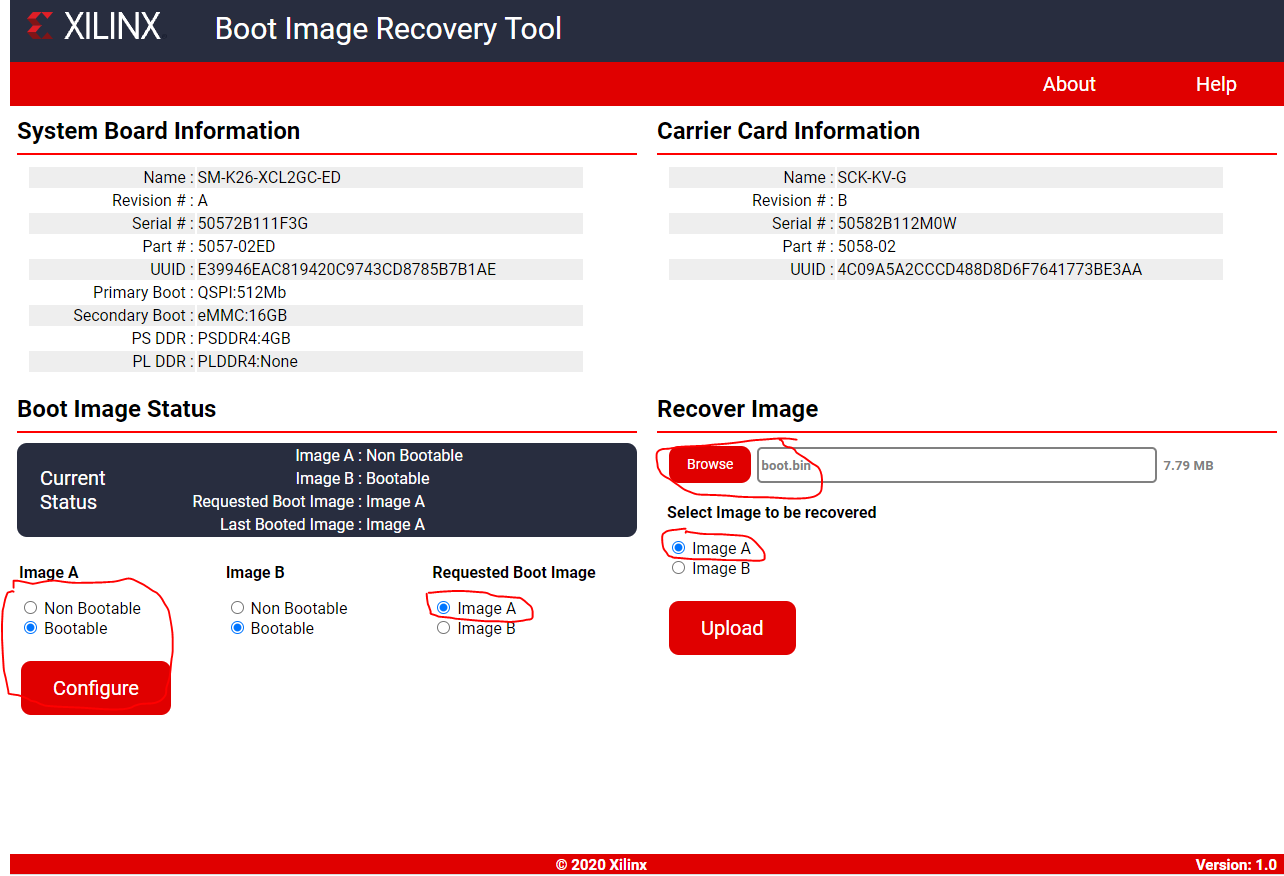 XILINX Boot Image Recovery Tool
About Help
System Board Information
Name : SM-K26-XCL2GC-ED
Revision # : A
Serial # : 50572B111F3G
Part # : 5057-02ED
UUID : E39946EAC819420C9743CD8785B7B1AE
Primary Boot : QSPI:512Mb
Secondary Boot : eMMC:16GB
PS DDR : PSDDR4:4GB
PL DDR : PLDDR4:None
Carrier Card Information
Name : SCK-KV-G
Revision # : B
Serial # : 50582B112M0W
Part # : 5058-02
UUID : 4C09A5A2CCCD488D8D6F7641773BE3AA
Boot Image Status
Current
Status
Image A : Non Bootable
Image B : Bootable
Requested Boot Image : Image A
Last Booted Image : Image A
Image A
Non Bootable
Bootable
Image B
Non Bootable
Bootable
Requested Boot Image
Image A
Image B
Configure
Recover Image
Browse boot.bin 7.79 MB
Select Image to be recovered
Image A
Image B
Upload
© 2020 Xilinx Version: 1.0